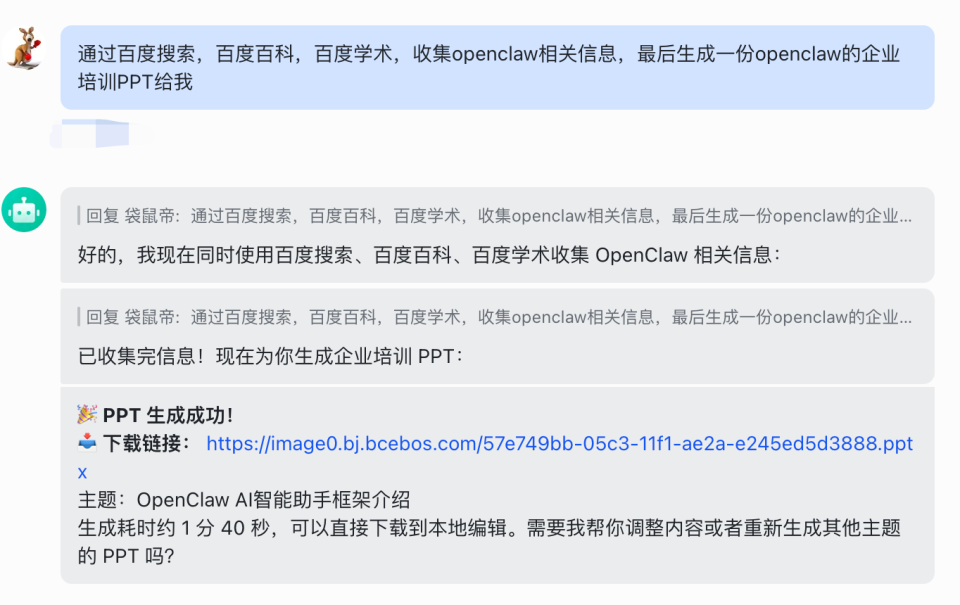 通过百度搜索，百度百科，百度学术，收集openclaw相关信息，最后生成一份openclaw的企业
培训PPT给我
回复 袋鼠帝：通过百度搜索，百度百科，百度学术，收集openclaw相关信息，最后生成一份openclaw的企业...
好的，我现在同时使用百度搜索、百度百科、百度学术收集 OpenClaw 相关信息：
回复 袋鼠帝：通过百度搜索，百度百科，百度学术，收集openclaw相关信息，最后生成一份openclaw的企业...
已收集完信息！现在为你生成企业培训 PPT：
🎉 PPT 生成成功！
📥 下载链接： https://image0.bj.bcebos.com/57e749bb-05c3-11f1-ae2a-e245ed5d3888.ppt
x
主题：OpenClaw AI智能助手框架介绍
生成耗时约 1 分 40 秒，可以直接下载到本地编辑。需要我帮你调整内容或者重新生成其他主题
的 PPT 吗？